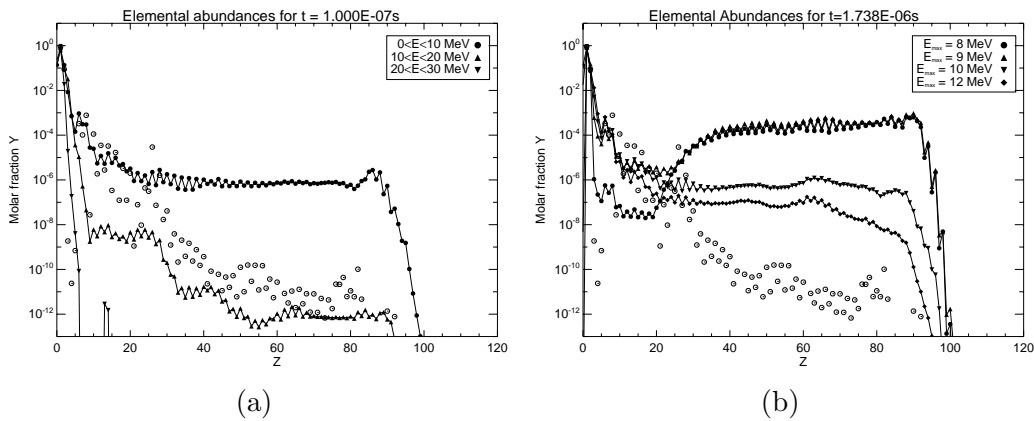 Elemental abundances for t = 1.000E-07s
0<E<10 MeV
10<E<20 MeV
20<E<30 MeV
Molar fraction Y
10^0
10^-2
10^-4
10^-6
10^-8
10^-10
10^-12
0 20 40 60 80 100 120
Z
(a)
Elemental Abundances for t=1.738E-06s
E_max = 8 MeV
E_max = 9 MeV
E_max = 10 MeV
E_max = 12 MeV
Molar fraction Y
10^0
10^-2
10^-4
10^-6
10^-8
10^-10
10^-12
0 20 40 60 80 100 120
Z
(b)